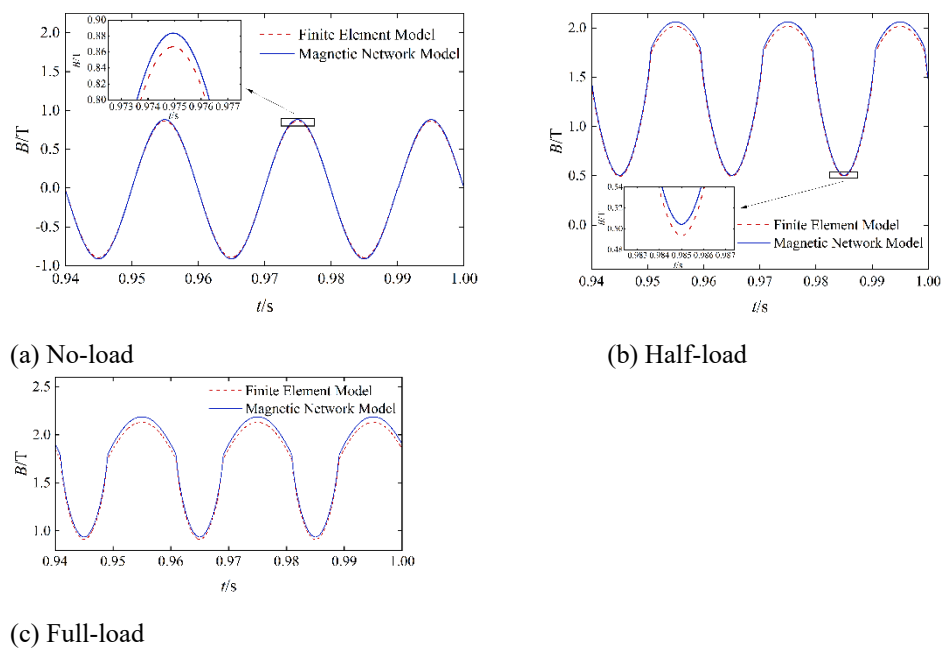 0.90
0.88
0.86
0.84
0.82
0.80
B/T
0.973 0.974 0.975 0.976 0.977
t/s
Finite Element Model
Magnetic Network Model
2.0
1.0
0.0
-0.5
-1.0
B/T
0.94 0.95 0.96 0.97 0.98 0.99 1.00
t/s
(a) No-load
2.0
1.5
1.0
0.5
0.0
B/T
0.54
0.50
0.48
0.984 0.985 0.986
t/s
Finite Element Model
Magnetic Network Model
0.94 0.95 0.96 0.97 0.98 0.99 1.00
t/s
(b) Half-load
2.5
2.0
1.5
1.0
B/T
Finite Element Model
Magnetic Network Model
0.94 0.95 0.96 0.97 0.98 0.99 1.00
t/s
(c) Full-load